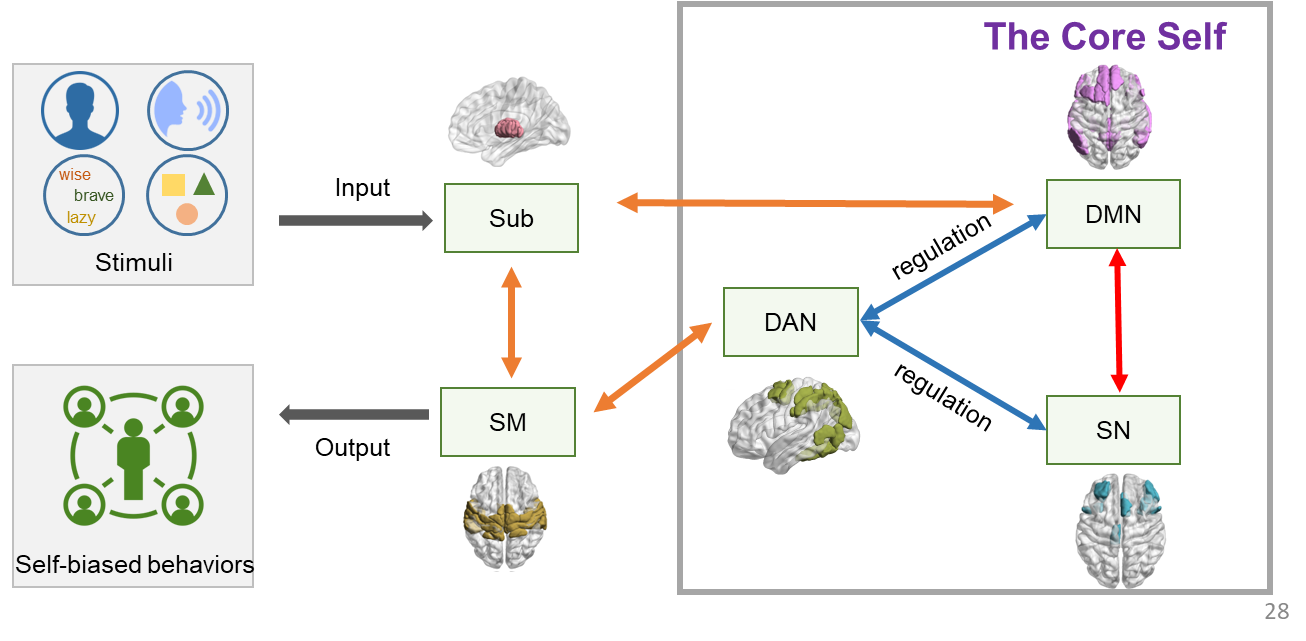 The Core Self
wise
brave
lazy
Stimuli
Input
Sub
DMN
regulation
DAN
regulation
SM
SN
Output
Self-biased behaviors
28